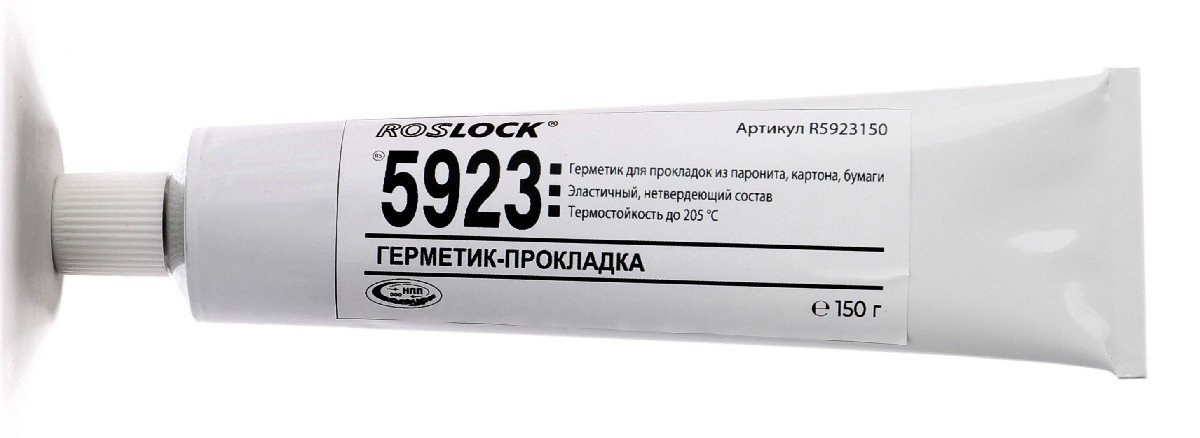 ROSLOCK®
Артикул R5923150
RS
5923
Герметик для прокладок из паронита, картона, бумаги
Эластичный, нетвердеющий состав
Термостойкость до 205 °C
ГЕРМЕТИК-ПРОКЛАДКА
ООО НПП
℮ 150 г